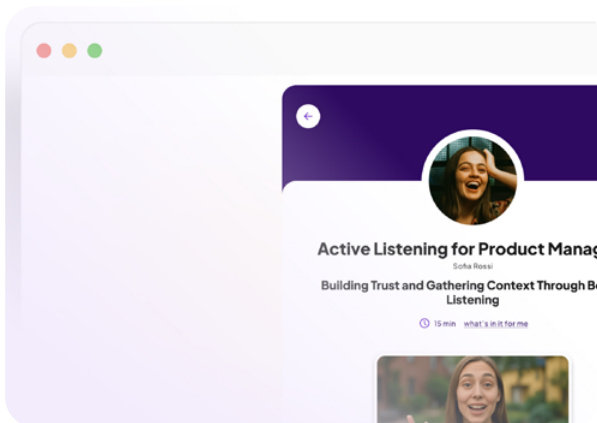 Active Listening for Product Manag
Sofia Rossi
Building Trust and Gathering Context Through Be
Listening
15 min what's in it for me